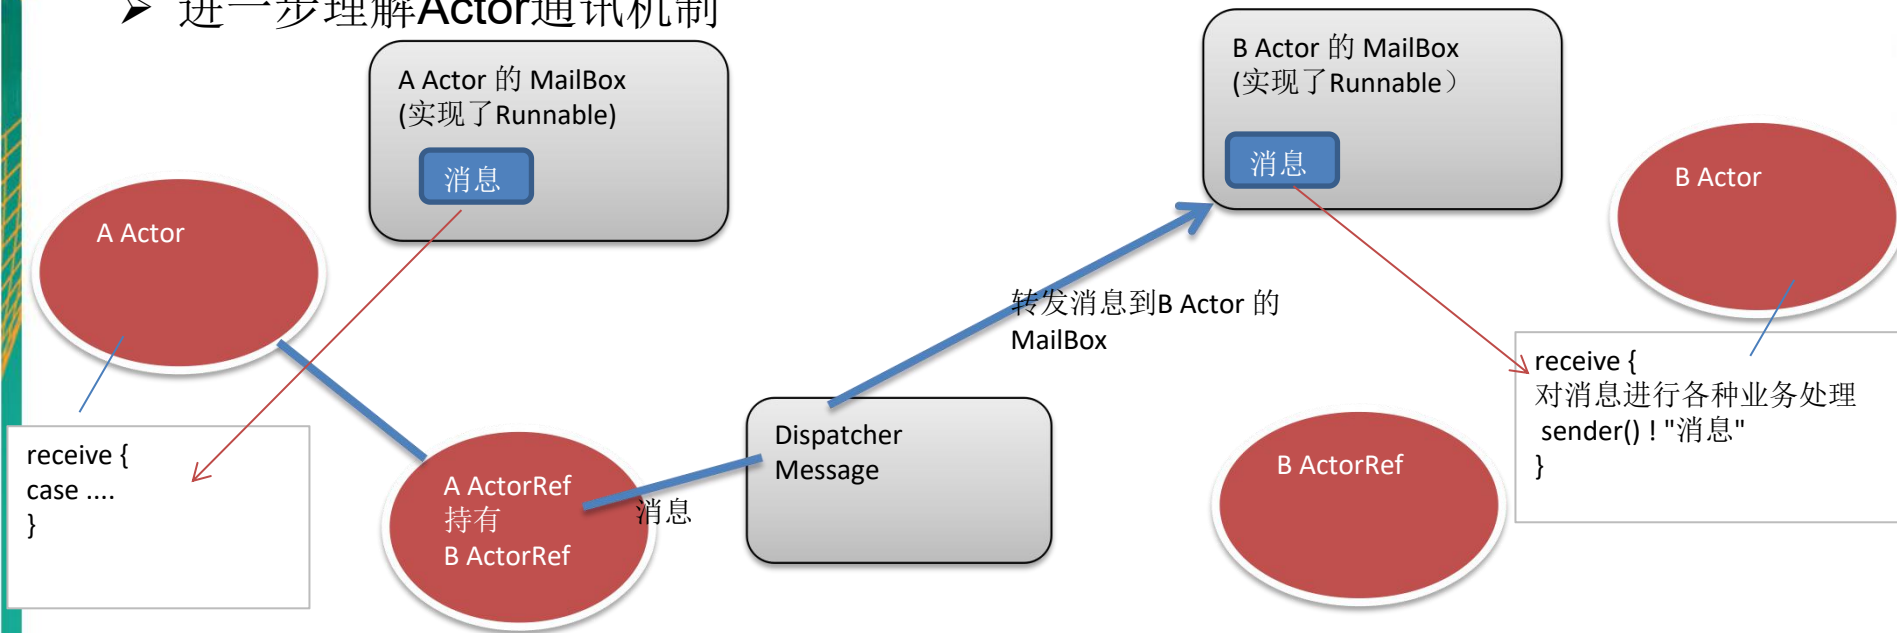 ➢ 进一步理解Actor通讯机制
A Actor 的 MailBox
(实现了Runnable)
消息
B Actor 的 MailBox
(实现了Runnable）
消息
A Actor
B Actor
转发消息到B Actor 的
MailBox
receive {
case ....
}
A ActorRef
持有
B ActorRef
消息
Dispatcher
Message
B ActorRef
receive {
对消息进行各种业务处理
sender() ! "消息"
}